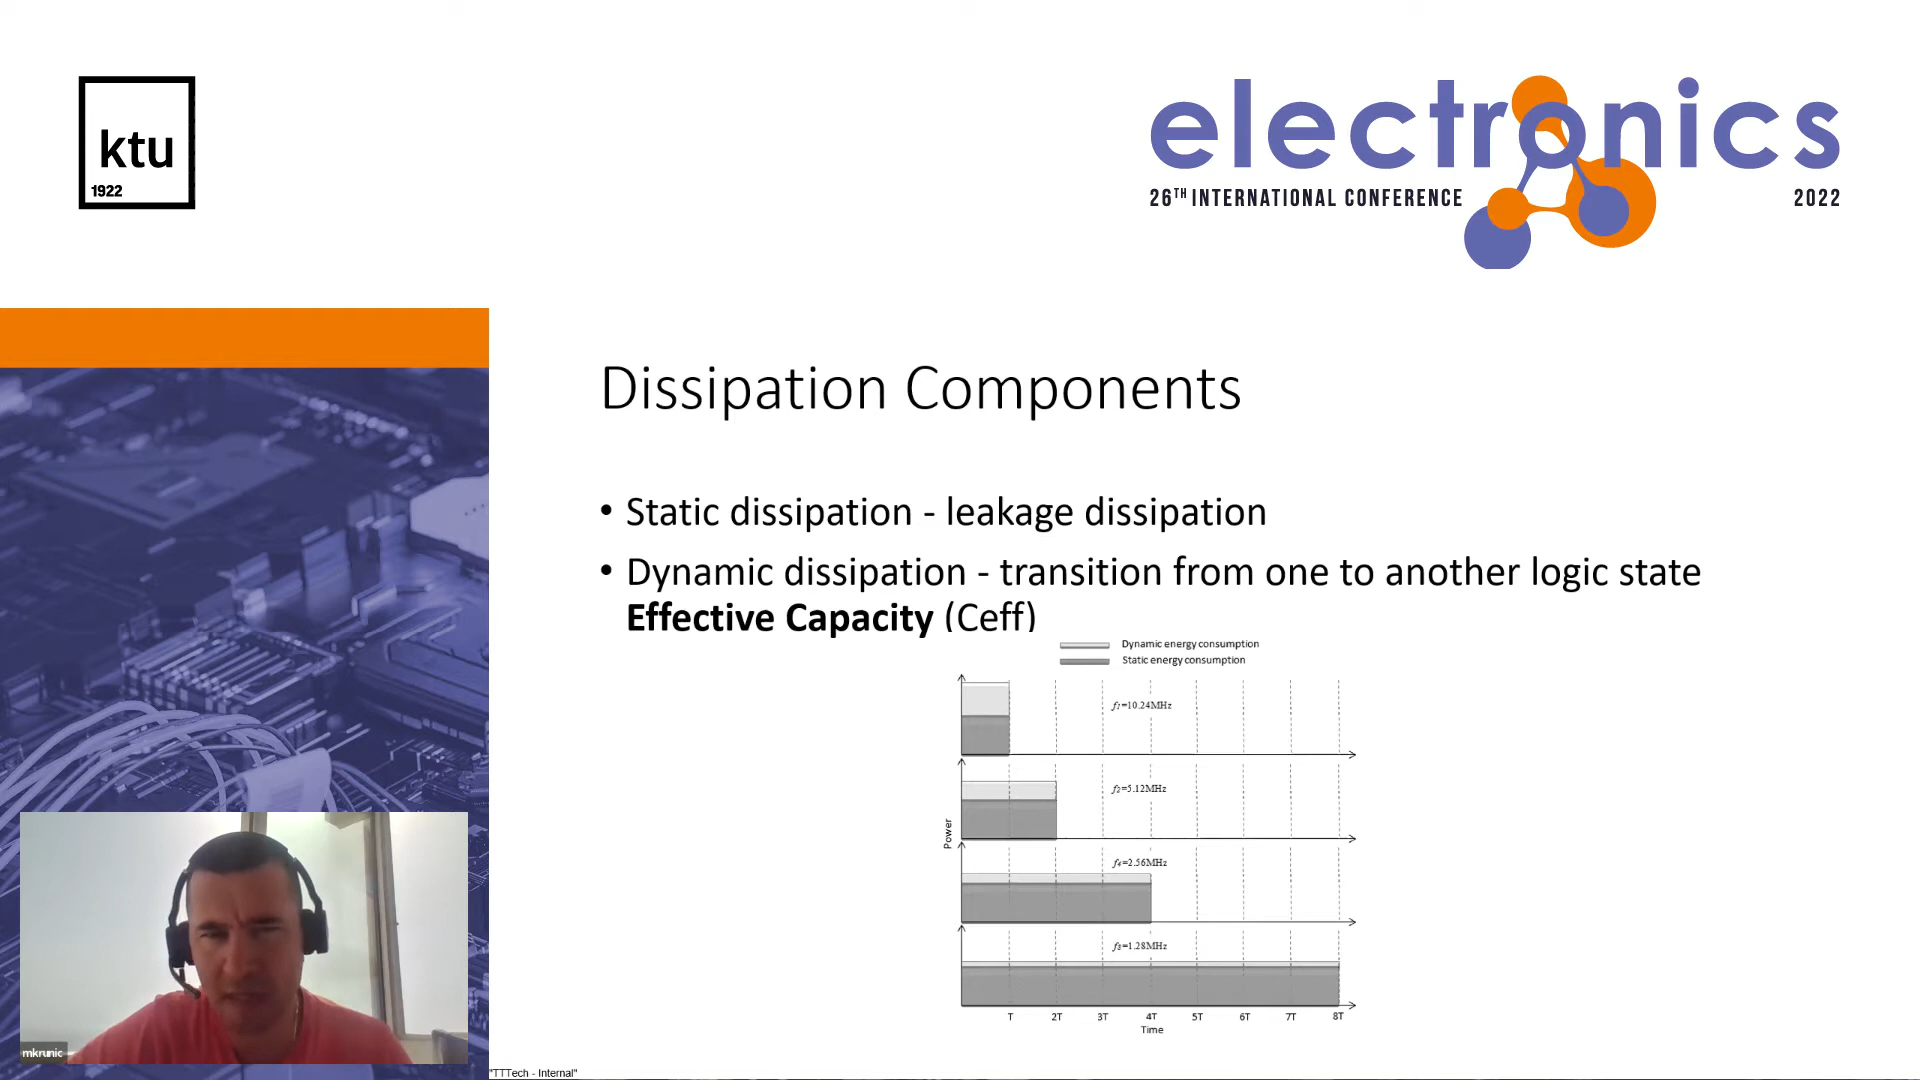 ktu
1922
electronics
26TH INTERNATIONAL CONFERENCE 2022
Dissipation Components
• Static dissipation - leakage dissipation
• Dynamic dissipation - transition from one to another logic state
Effective Capacity (Ceff)
Dynamic energy consumption
Static energy consumption
f1=10.24MHz
f2=5.12MHz
Power
f4=2.56MHz
f8=1.28MHz
T 2T 3T 4T 5T 6T 7T 8T
Time
mkrunic
"TTTech - Internal"